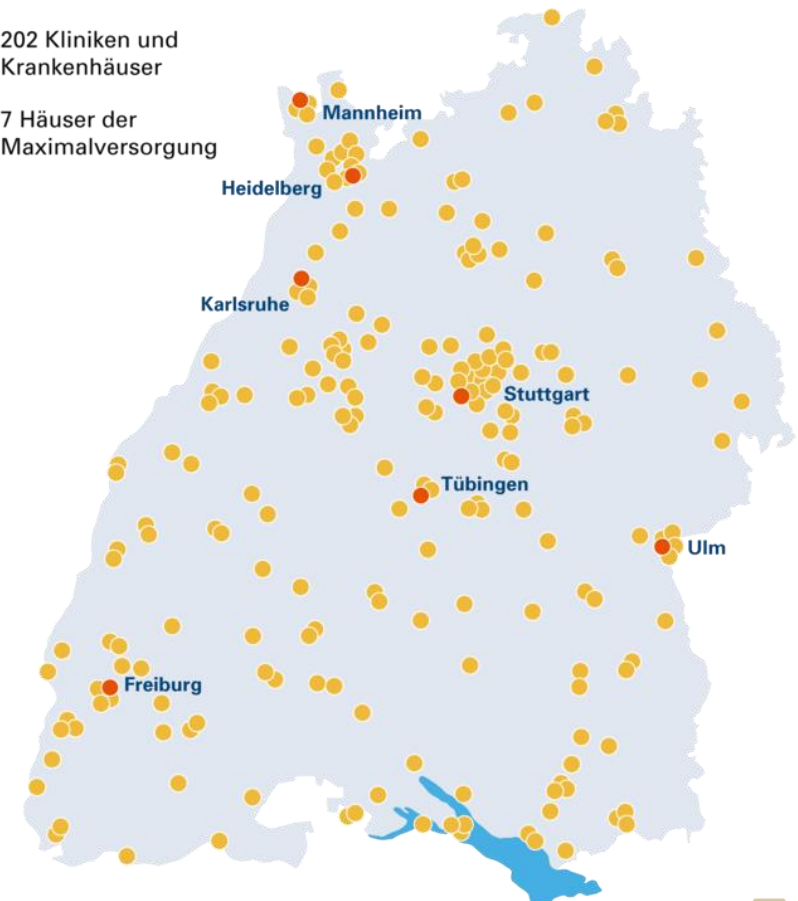 202 Kliniken und
Krankenhäuser
7 Häuser der
Maximalversorgung
Mannheim
Heidelberg
Karlsruhe
Stuttgart
Tübingen
Ulm
Freiburg